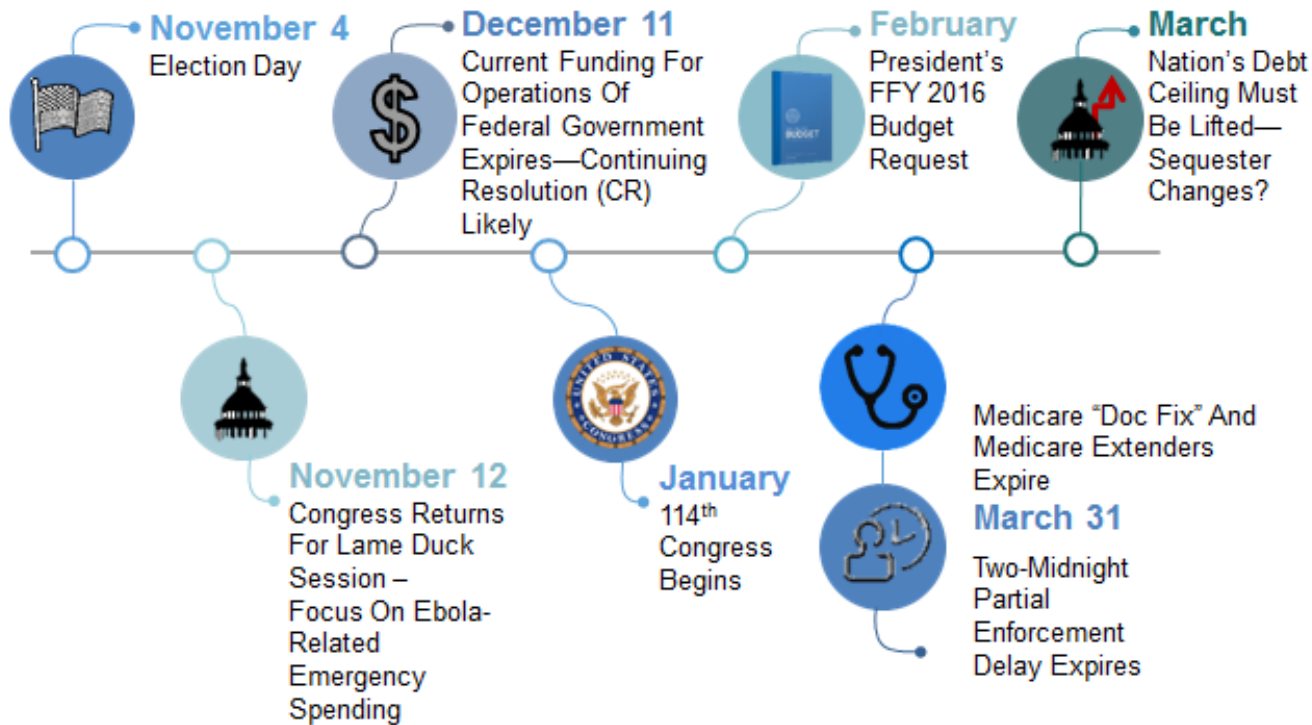 November 4
Election Day
December 11
Current Funding For
Operations Of
Federal Government
Expires—Continuing
Resolution (CR)
Likely
February
President’s
FFY 2016
Budget
Request
BUDGET
March
Nation’s Debt
Ceiling Must
Be Lifted—
Sequester
Changes?
November 12
Congress Returns
For Lame Duck
Session –
Focus On Ebola-
Related
Emergency
Spending
UNITED STATES
CONGRESS
January
114th
Congress
Begins
Medicare “Doc Fix” And
Medicare Extenders
Expire
March 31
Two-Midnight
Partial
Enforcement
Delay Expires